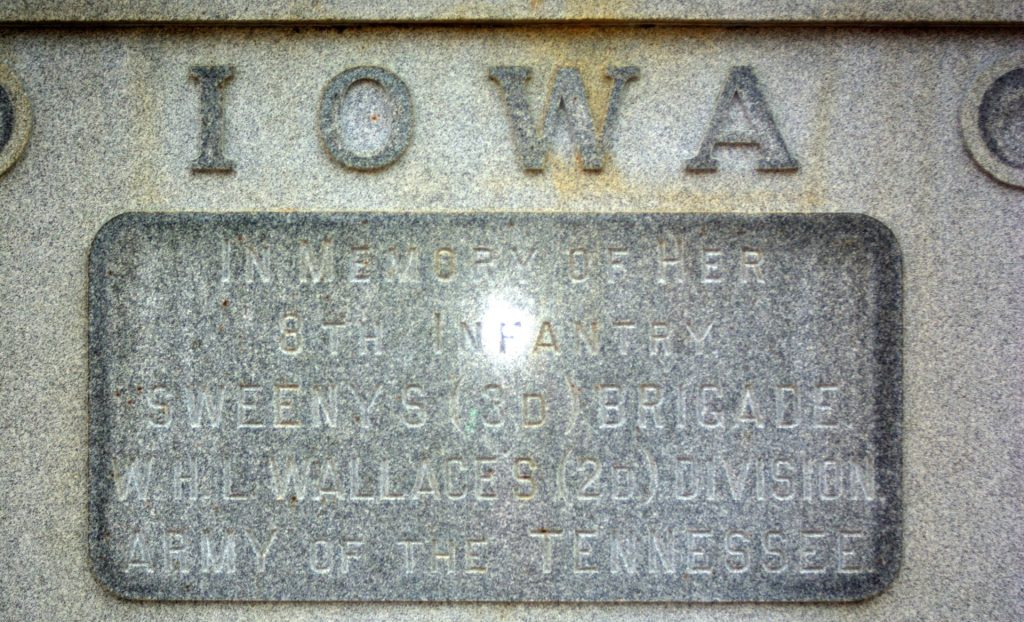 IOWA
IN MEMORY OF HER
8TH INFANTRY
SWEENYS (3D) BRIGADE.
W.H.L. WALLACES (2D) DIVISION.
ARMY OF THE TENNESSEE.